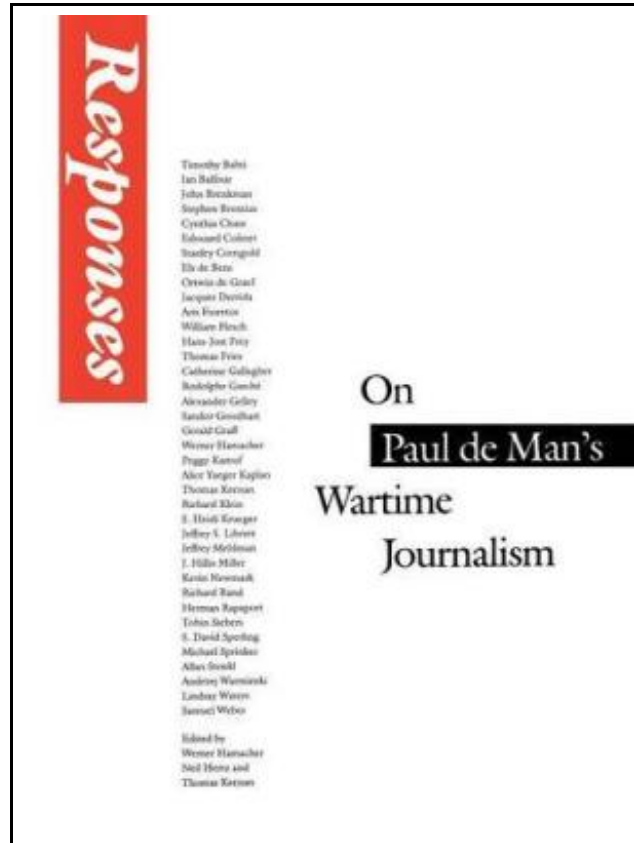 Responses
Timothy Bahti
Ian Balfour
John Brenkman
Stephen Bretzius
Cynthia Chase
Edouard Colinet
Stanley Corngold
Els de Bens
Ortwin de Graef
Jacques Derrida
Ann Fuerton
William Flesch
Hans-Jost Frey
Thomas Fries
Catherine Gallagher
Rodolphe Gasché
Alexander Gelley
Sandor Goodhart
Gerald Graff
Werner Hamacher
Peggy Kamuf
Alice Yaeger Kaplan
Thomas Keenan
Richard Klein
S. Heidi Krueger
Jeffrey S. Librett
Jeffrey Mehlman
J. Hillis Miller
Kevin Newmark
Richard Rand
Herman Rapaport
Tobin Siebers
S. David Sperling
Michael Sprinker
Allan Stoekl
Andrzej Warminski
Lindsay Waters
Samuel Weber
Edited by
Werner Hamacher
Neil Hertz and
Thomas Keenan
On
Paul de Man's
Wartime
Journalism